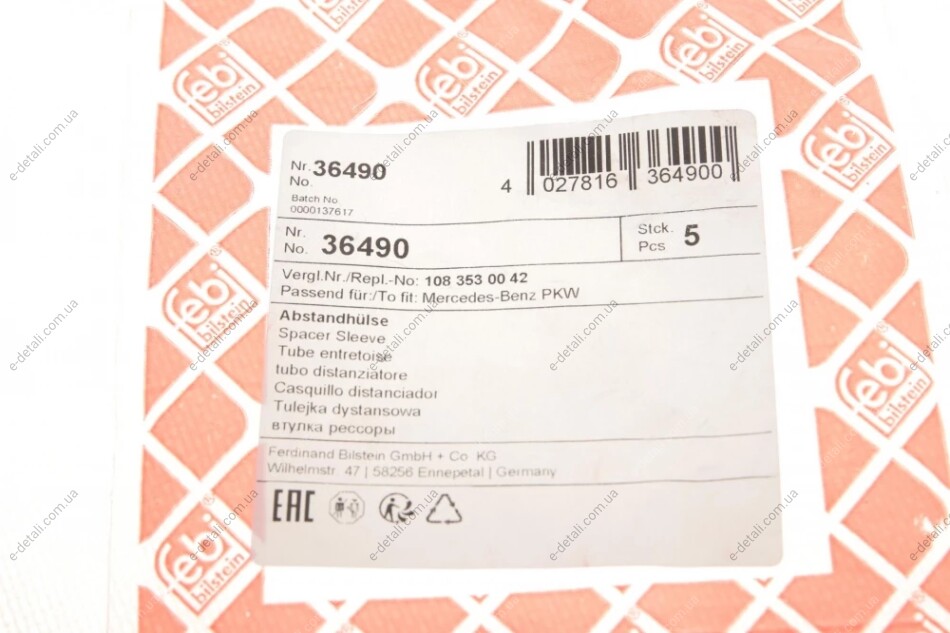 Nr. 36490
No.
Batch No
0000137617
4 027816 364900
Nr.
No. 36490
Stck.
Pcs 5
Vergl.Nr./Repl.-No: 108 353 00 42
Passend für:/To fit: Mercedes-Benz PKW
Abstandhülse
Spacer Sleeve
Tube entretoise
tubo distanziatore
Casquillo distanciador
Tulejka dystansowa
втулка рессоры
Ferdinand Bilstein GmbH + Co KG
Wilhelmstr. 47 | 58256 Ennepetal | Germany
EAC
febi
bilstein
e-detali.com.ua